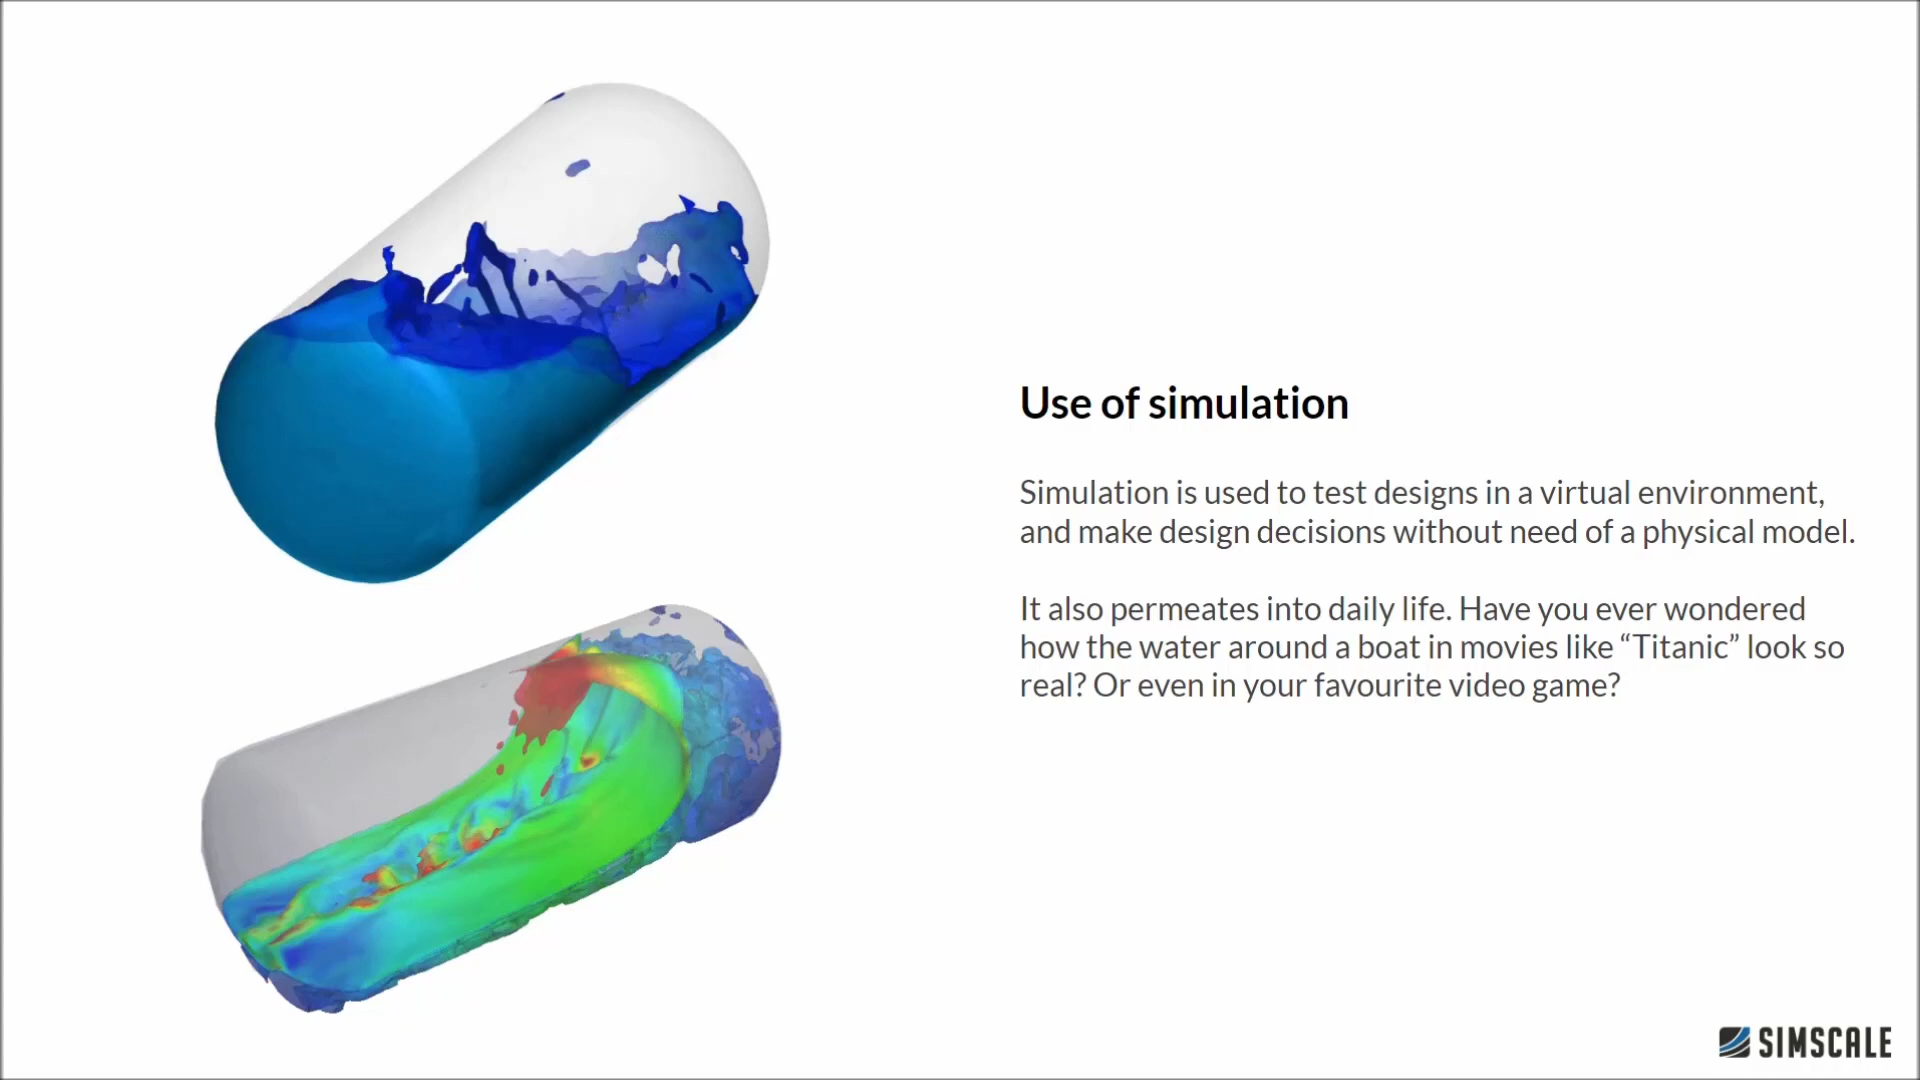 Use of simulation
Simulation is used to test designs in a virtual environment,
and make design decisions without need of a physical model.
It also permeates into daily life. Have you ever wondered
how the water around a boat in movies like “Titanic” look so
real? Or even in your favourite video game?
SIMSCALE